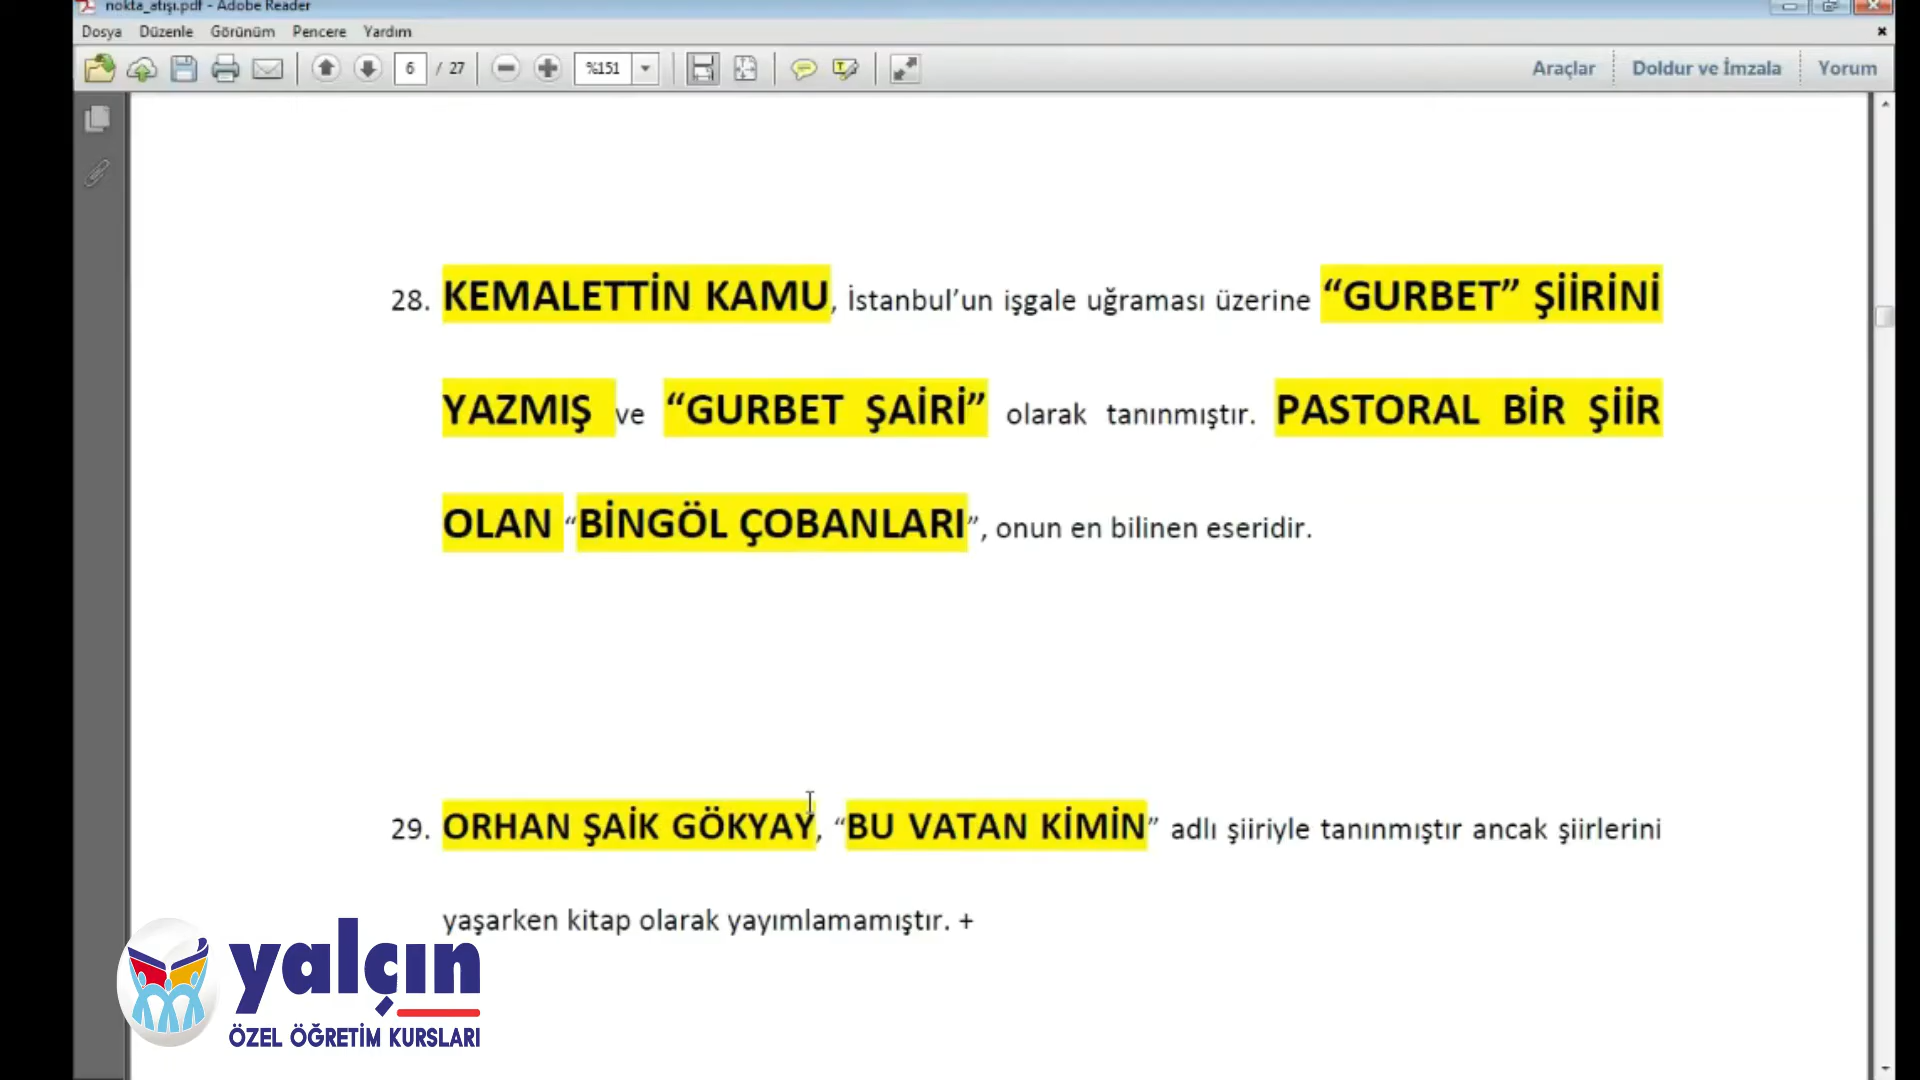 nokta_atışı.pdf - Adobe Reader
Dosya Düzenle Görünüm Pencere Yardım
6 / 27 %151 Araçlar Doldur ve İmzala Yorum
28. KEMALETTİN KAMU, İstanbul’un işgale uğraması üzerine “GURBET” ŞİİRİNİ
YAZMIŞ ve “GURBET ŞAİRİ” olarak tanınmıştır. PASTORAL BİR ŞİİR
OLAN “BİNGÖL ÇOBANLARI”, onun en bilinen eseridir.
29. ORHAN ŞAİK GÖKYAY, “BU VATAN KİMİN” adlı şiiriyle tanınmıştır ancak şiirlerini
yaşarken kitap olarak yayımlamamıştır. +
yalçın
ÖZEL ÖĞRETİM KURSLARI